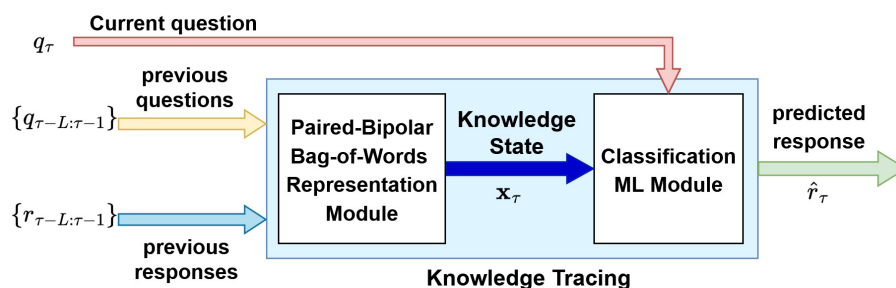 Current question
q_τ
previous
questions
{q_{τ−L:τ−1}}
Paired-Bipolar
Bag-of-Words
Representation
Module
Knowledge
State
x_τ
Classification
ML Module
predicted
response
r̂_τ
{r_{τ−L:τ−1}}
previous
responses
Knowledge Tracing